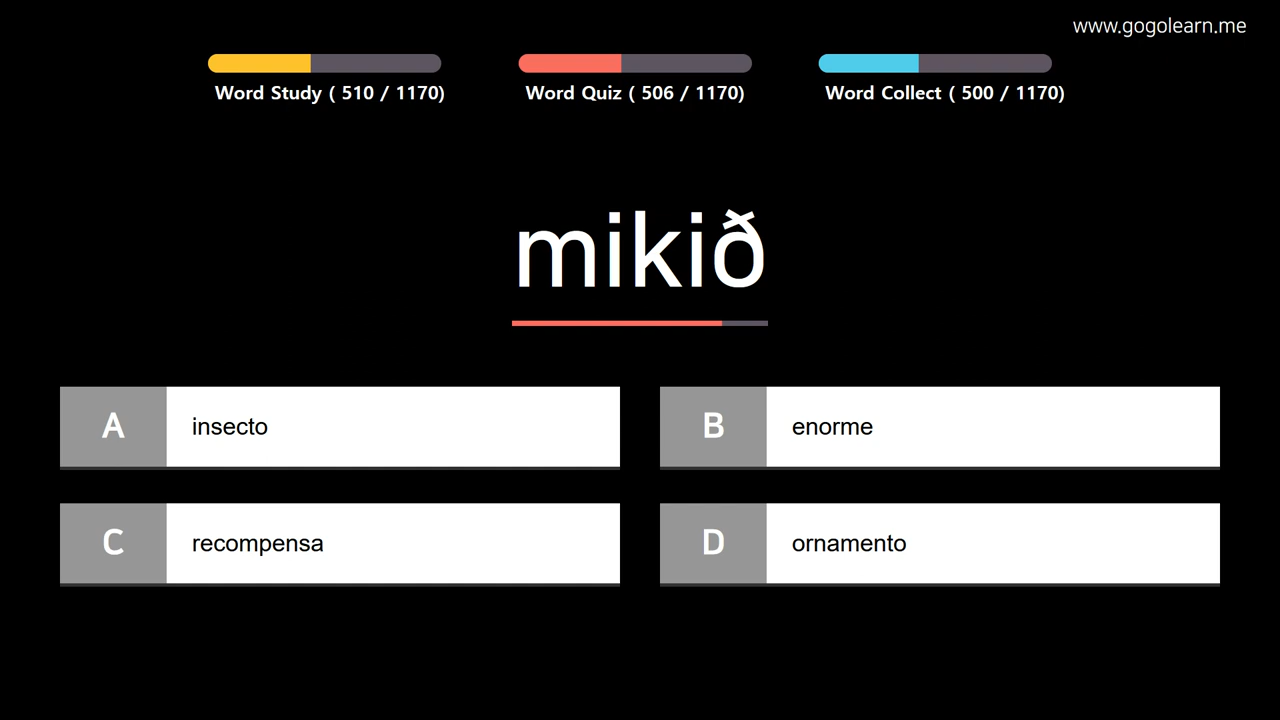 www.gogolearn.me
Word Study ( 510 / 1170)
Word Quiz ( 506 / 1170)
Word Collect ( 500 / 1170)
mikið
A insecto
B enorme
C recompensa
D ornamento